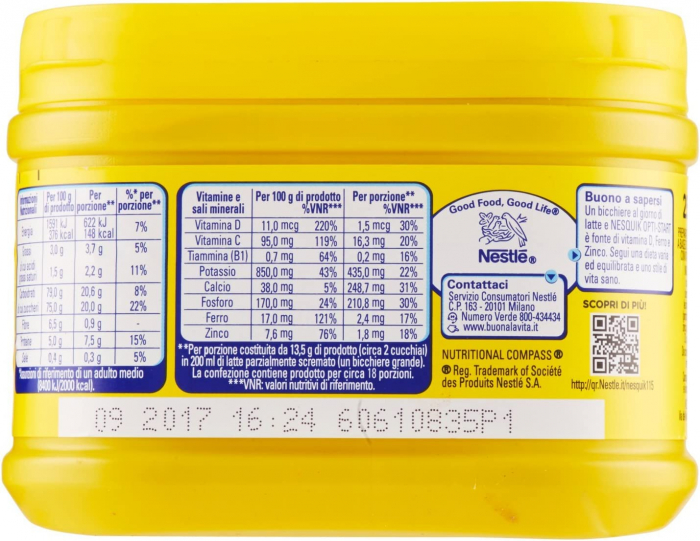 Per 100 g
di prodotto
Per
porzione**
%* per
porzione**
Energia
1591 kJ
376 kcal
622 kJ
148 kcal
7%
Grassi 3,0 g 3,7 g 5%
1,5 g 2,2 g 11%
79,0 g 20,6 g 8%
75,0 g 20,0 g 22%
Fibre 6,5 g 0,9 g -
Proteine 5,0 g 7,5 g 15%
Sale 0,4 g 0,3 g 5%
*Assunzioni di riferimento di un adulto medio
(8400 kJ/2000 kcal).
Vitamine e
sali minerali
Per 100 g di prodotto
%VNR***
Per porzione**
%VNR***
Vitamina D 11,0 mcg 220% 1,5 mcg 30%
Vitamina C 95,0 mg 119% 16,3 mg 20%
Tiammina (B1) 0,7 mg 64% 0,2 mg 16%
Potassio 850,0 mg 43% 435,0 mg 22%
Calcio 38,0 mg 5% 248,7 mg 31%
Fosforo 170,0 mg 24% 210,8 mg 30%
Ferro 17,0 mg 121% 2,4 mg 17%
Zinco 7,6 mg 76% 1,8 mg 18%
**Per porzione costituita da 13,5 g di prodotto (circa 2 cucchiai)
in 200 ml di latte parzialmente scremato (un bicchiere grande).
La confezione contiene prodotto per circa 18 porzioni.
***VNR: valori nutritivi di riferimento.
Good Food, Good Life®
Nestlé®
Contattaci
Servizio Consumatori Nestlé
C.P. 163 - 20101 Milano
Numero Verde 800-434434
www.buonalavita.it
NUTRITIONAL COMPASS®
® Reg. Trademark of Société
des Produits Nestlé S.A.
Buono a sapersi
Un bicchiere al giorno di
latte e NESQUIK OPTI-START
è fonte di vitamina D, Ferro e
Zinco. Segui una dieta varia
ed equilibrata e uno stile di
vita sano.
SCOPRI DI PIÙ!
http://qr.Nestle.it/nesquik115
09 2017 16:24 60610835P1